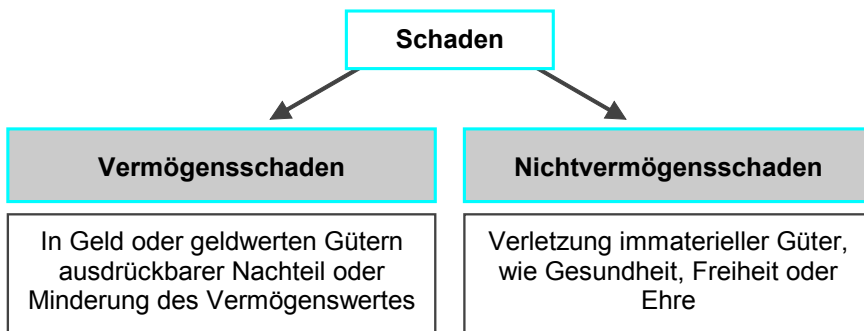 Schaden
Vermögensschaden
Nichtvermögensschaden
In Geld oder geldwerten Gütern
ausdrückbarer Nachteil oder
Minderung des Vermögenswertes
Verletzung immaterieller Güter,
wie Gesundheit, Freiheit oder
Ehre